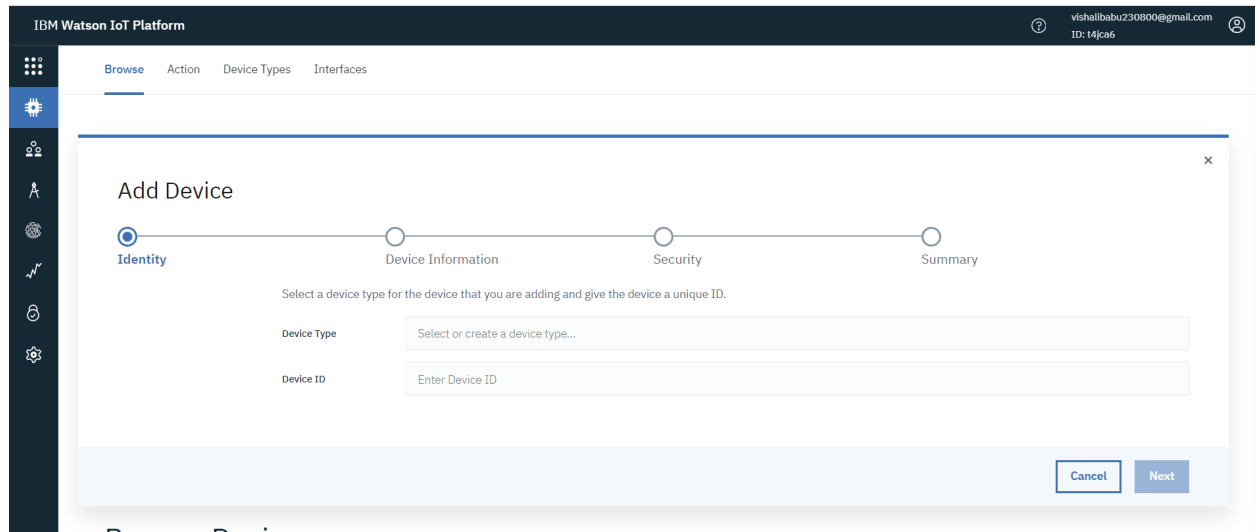 IBM Watson IoT Platform
vishalibabu230800@gmail.com
ID: t4jca6
Browse Action Device Types Interfaces
Add Device
Identity Device Information Security Summary
Select a device type for the device that you are adding and give the device a unique ID.
Device Type Select or create a device type...
Device ID Enter Device ID
Cancel Next